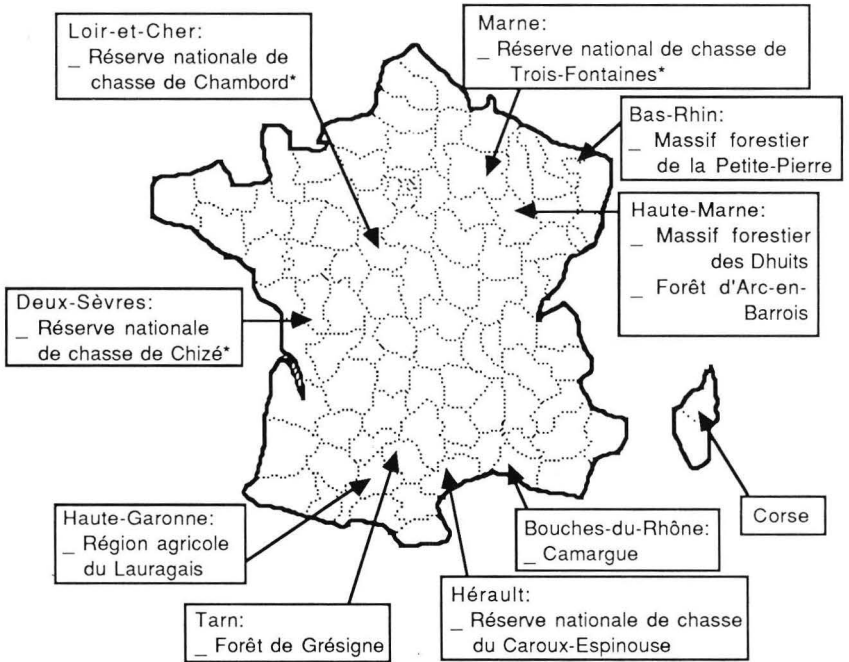 Loir-et-Cher:
_ Réserve nationale de
chasse de Chambord*
Marne:
_ Réserve national de chasse de
Trois-Fontaines*
Bas-Rhin:
_ Massif forestier
de la Petite-Pierre
Haute-Marne:
_ Massif forestier
des Dhuits
_ Forêt d'Arc-en-
Barrois
Deux-Sèvres:
_ Réserve nationale
de chasse de Chizé*
Haute-Garonne:
_ Région agricole
du Lauragais
Tarn:
_ Forêt de Grésigne
Hérault:
_ Réserve nationale de chasse
du Caroux-Espinouse
Bouches-du-Rhône:
_ Camargue
Corse